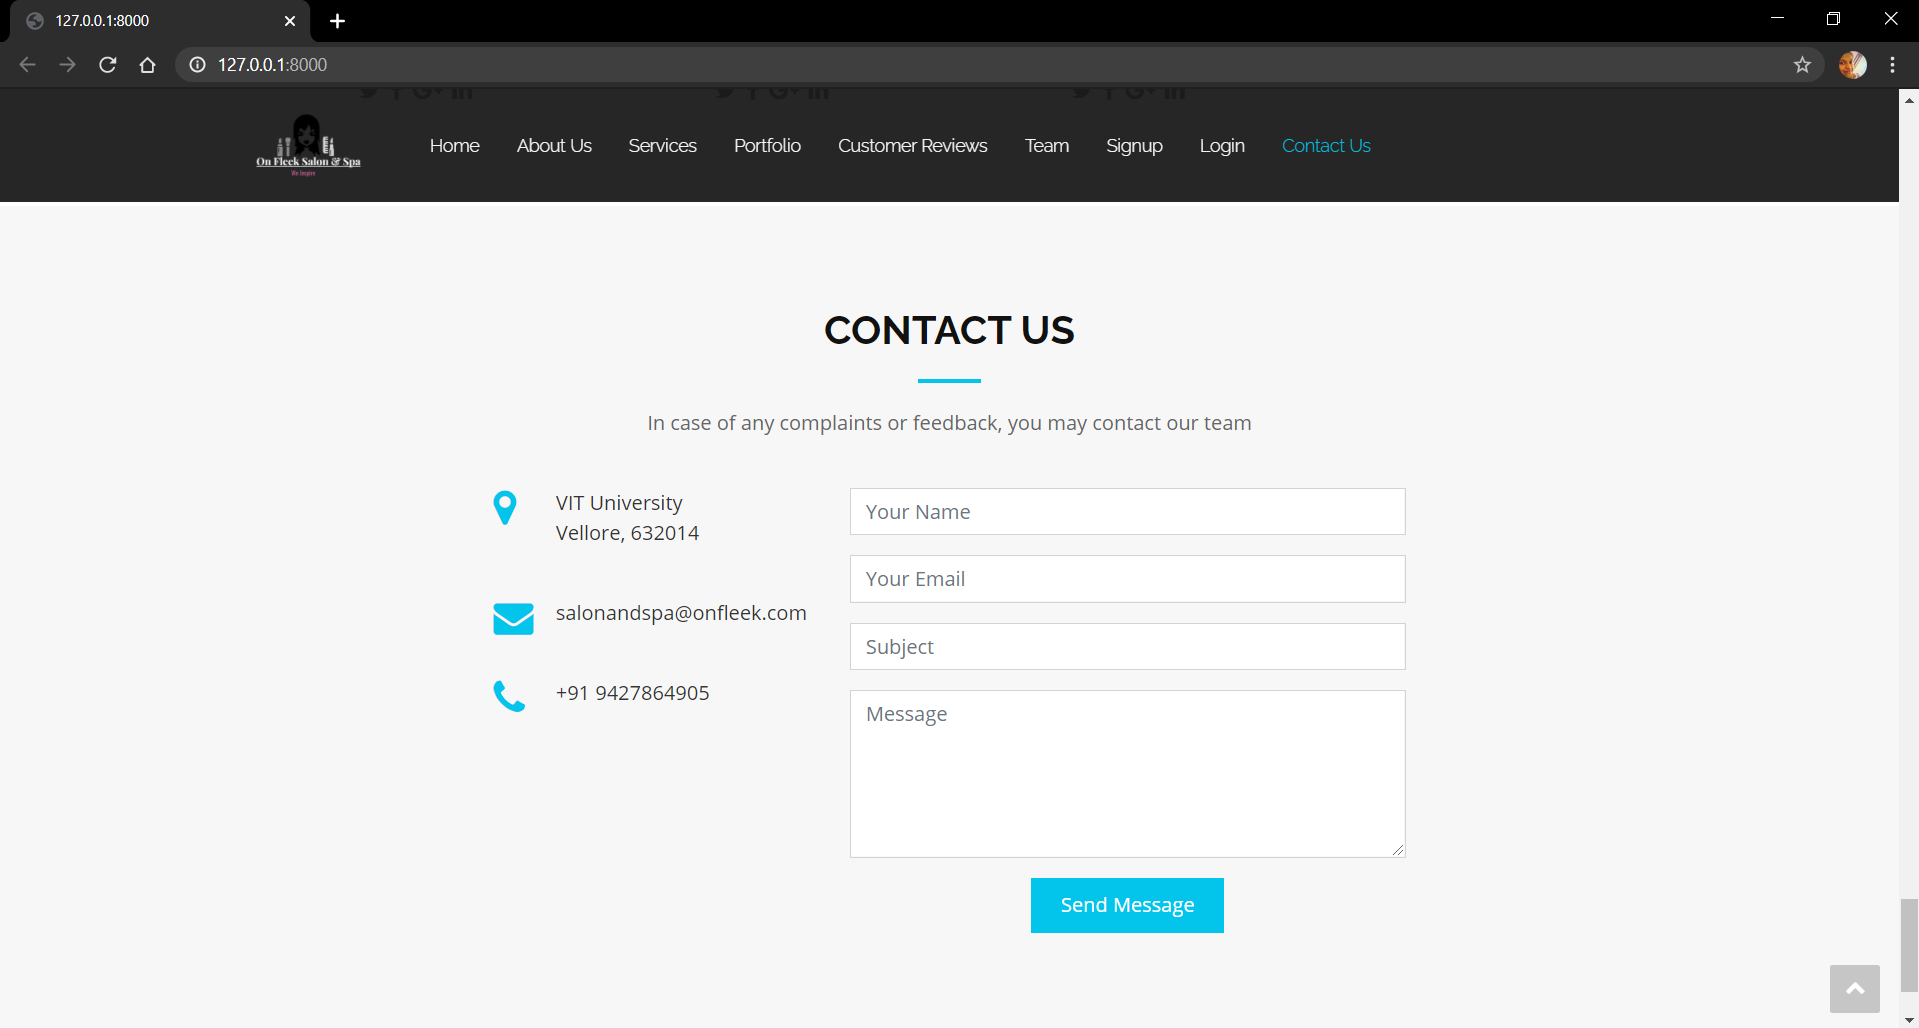 127.0.0.1:8000
127.0.0.1:8000
On Fleek Salon & Spa
We Inspire
Home About Us Services Portfolio Customer Reviews Team Signup Login Contact Us
CONTACT US
In case of any complaints or feedback, you may contact our team
VIT University
Vellore, 632014
salonandspa@onfleek.com
+91 9427864905
Your Name
Your Email
Subject
Message
Send Message